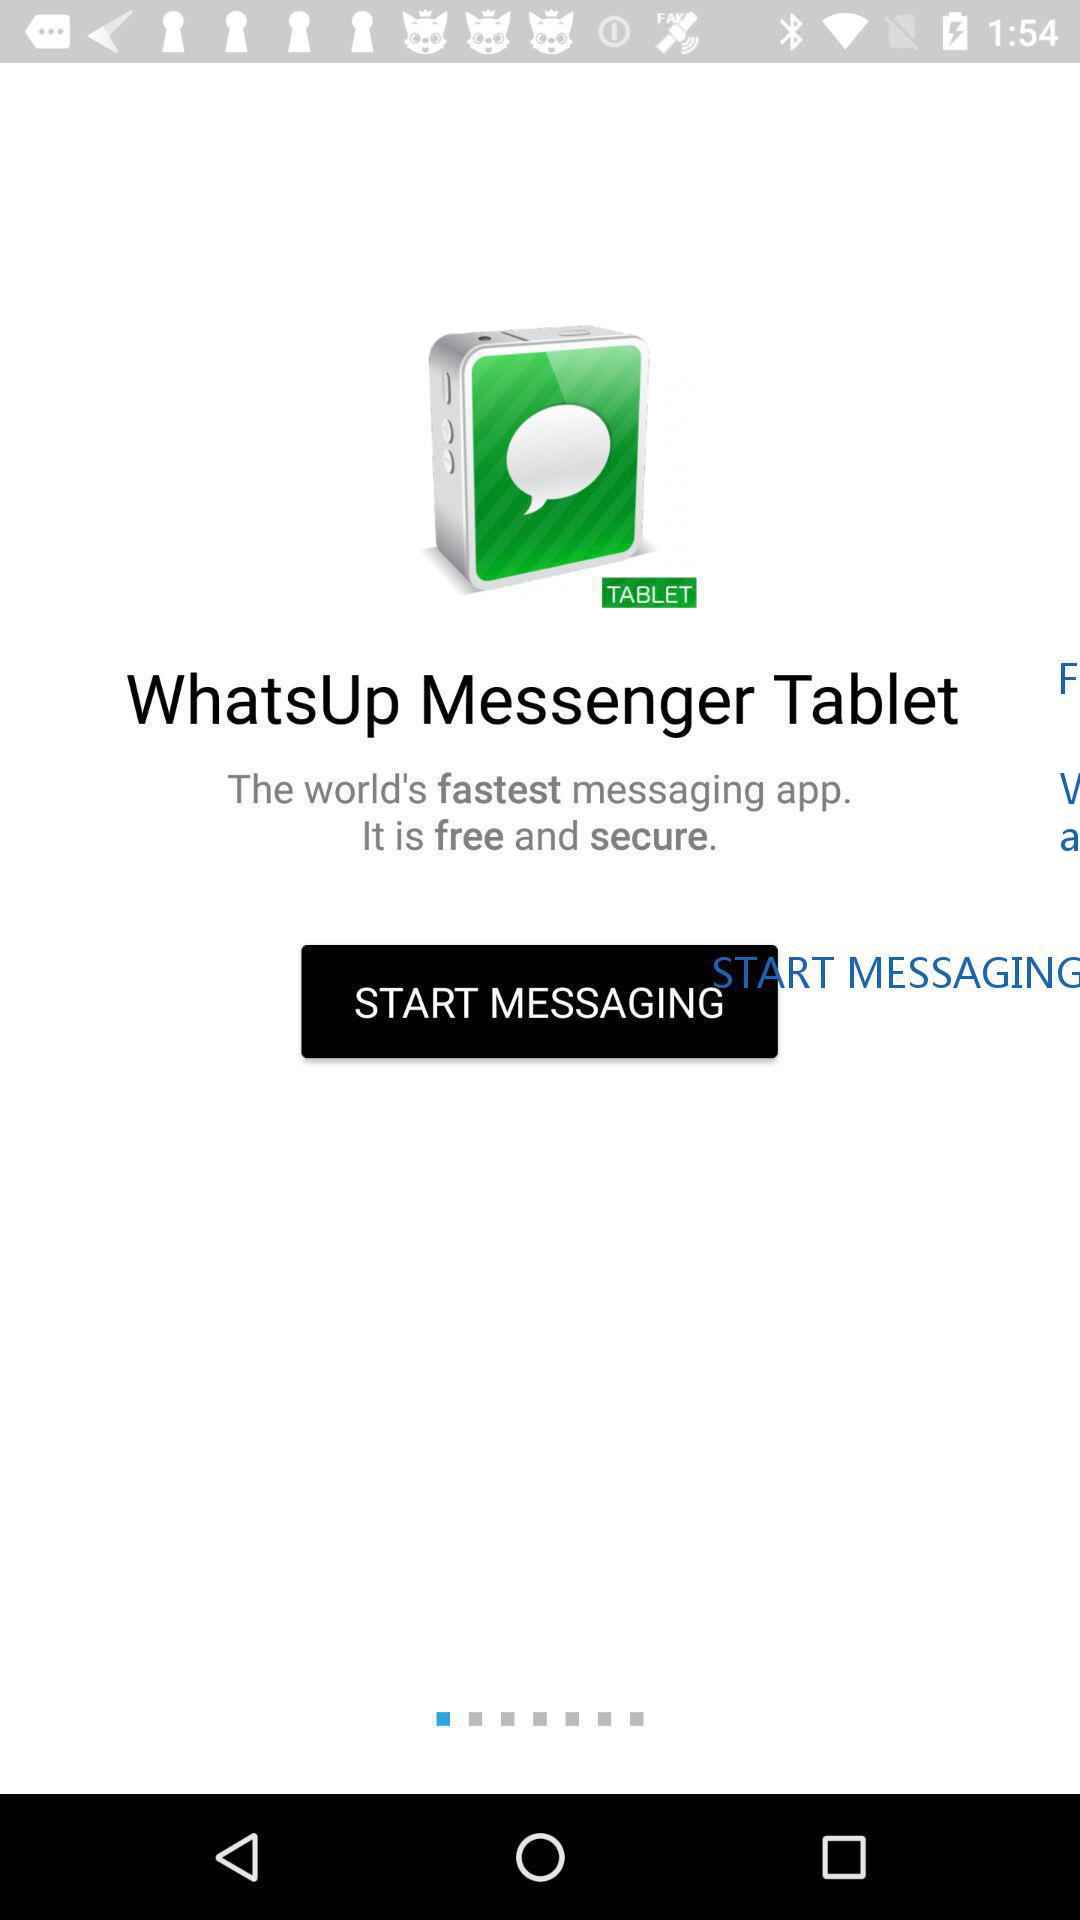 FAKE
1:54
TABLET
WhatsUp Messenger Tablet
F
The world's fastest messaging app.
It is free and secure.
V
a
START MESSAGING
START MESSAGING